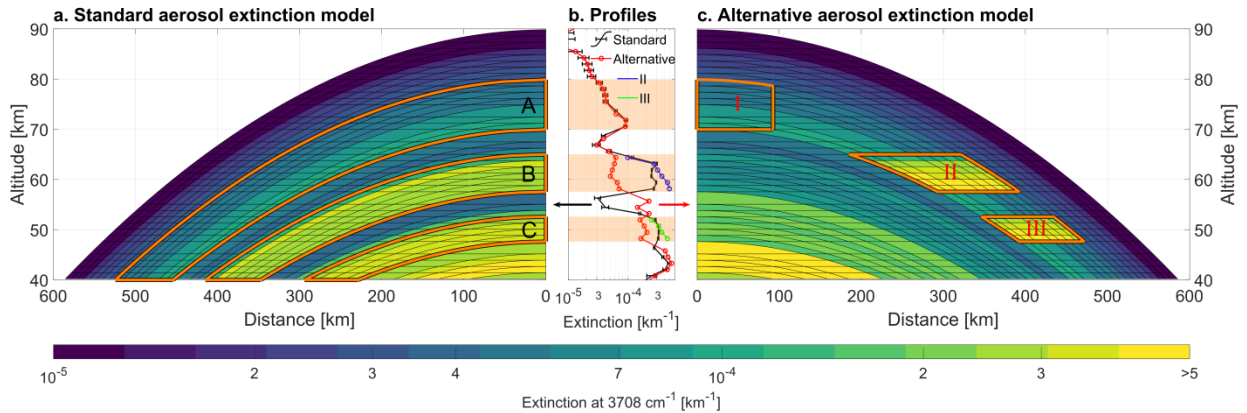 a. Standard aerosol extinction model
b. Profiles
c. Alternative aerosol extinction model
Altitude [km]
90
80
70
60
50
40
A
B
C
600
500
400
300
200
100
0
Distance [km]
Standard
Alternative
II
III
10-5
3
10-4
3
Extinction [km-1]
I
II
III
90
80
70
60
50
40
Altitude [km]
0
100
200
300
400
500
600
Distance [km]
10-5
2
3
4
7
10-4
2
3
>5
Extinction at 3708 cm-1 [km-1]